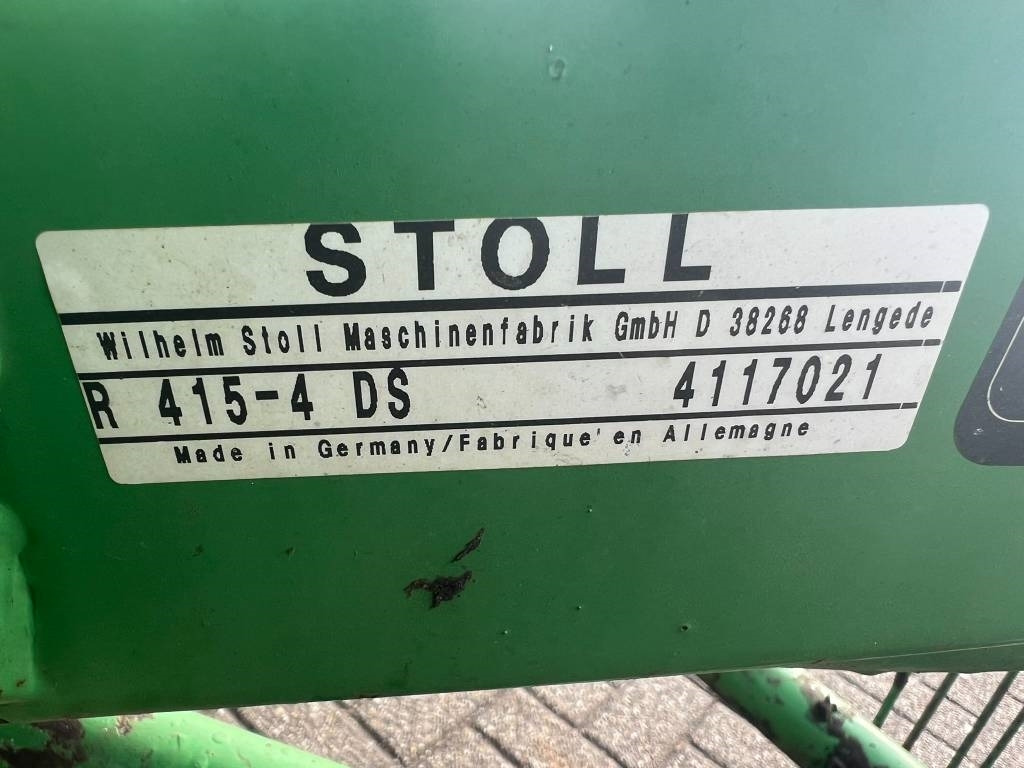 STOLL
Wilhelm Stoll Maschinenfabrik GmbH D 38268 Lengede
R 415-4 DS 4117021
Made in Germany/Fabrique' en Allemagne